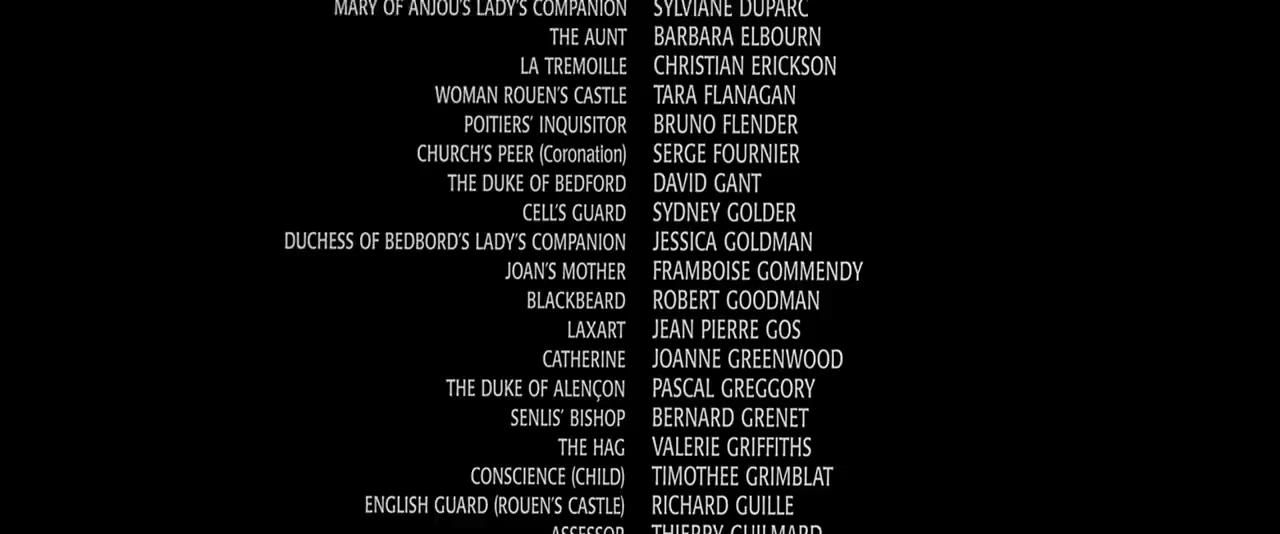 MARY OF ANJOU'S LADY'S COMPANION SYLVIANE DUPARC
THE AUNT BARBARA ELBOURN
LA TREMOILLE CHRISTIAN ERICKSON
WOMAN ROUEN'S CASTLE TARA FLANAGAN
POITIERS' INQUISITOR BRUNO FLENDER
CHURCH'S PEER (Coronation) SERGE FOURNIER
THE DUKE OF BEDFORD DAVID GANT
CELL'S GUARD SYDNEY GOLDER
DUCHESS OF BEDBORD'S LADY'S COMPANION JESSICA GOLDMAN
JOAN'S MOTHER FRAMBOISE GOMMENDY
BLACKBEARD ROBERT GOODMAN
LAXART JEAN PIERRE GOS
CATHERINE JOANNE GREENWOOD
THE DUKE OF ALENÇON PASCAL GREGGORY
SENLIS' BISHOP BERNARD GRENET
THE HAG VALERIE GRIFFITHS
CONSCIENCE (CHILD) TIMOTHEE GRIMBLAT
ENGLISH GUARD (ROUEN'S CASTLE) RICHARD GUILLE
ASSESSOR THIERRY GUILMARD